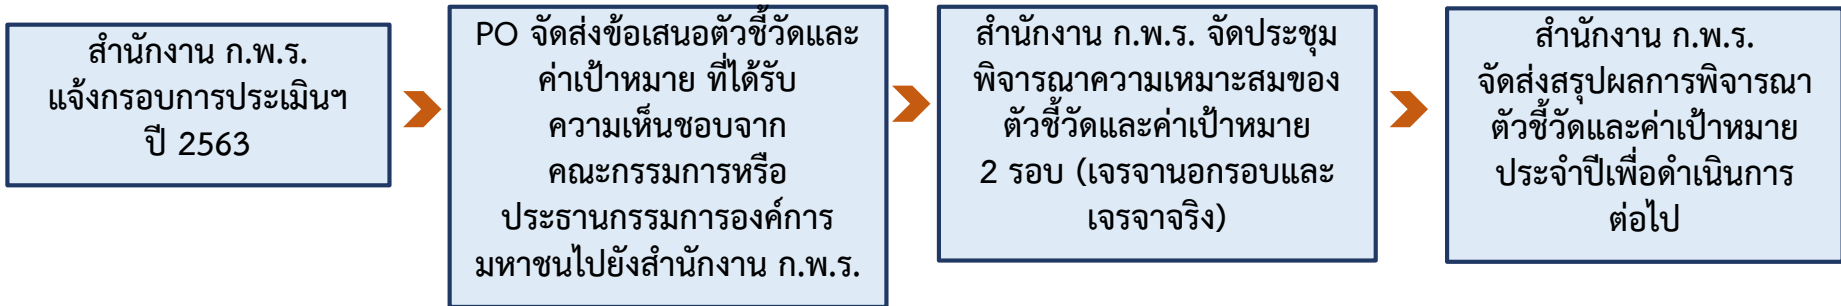 สำนักงาน ก.พ.ร.
แจ้งกรอบการประเมินฯ
ปี 2563
PO จัดส่งข้อเสนอตัวชี้วัดและ
ค่าเป้าหมาย ที่ได้รับ
ความเห็นชอบจาก
คณะกรรมการหรือ
ประธานกรรมการองค์การ
มหาชนไปยังสำนักงาน ก.พ.ร.
สำนักงาน ก.พ.ร. จัดประชุม
พิจารณาความเหมาะสมของ
ตัวชี้วัดและค่าเป้าหมาย
2 รอบ (เจรจานอกรอบและ
เจรจาจริง)
สำนักงาน ก.พ.ร.
จัดส่งสรุปผลการพิจารณา
ตัวชี้วัดและค่าเป้าหมาย
ประจำปีเพื่อดำเนินการ
ต่อไป